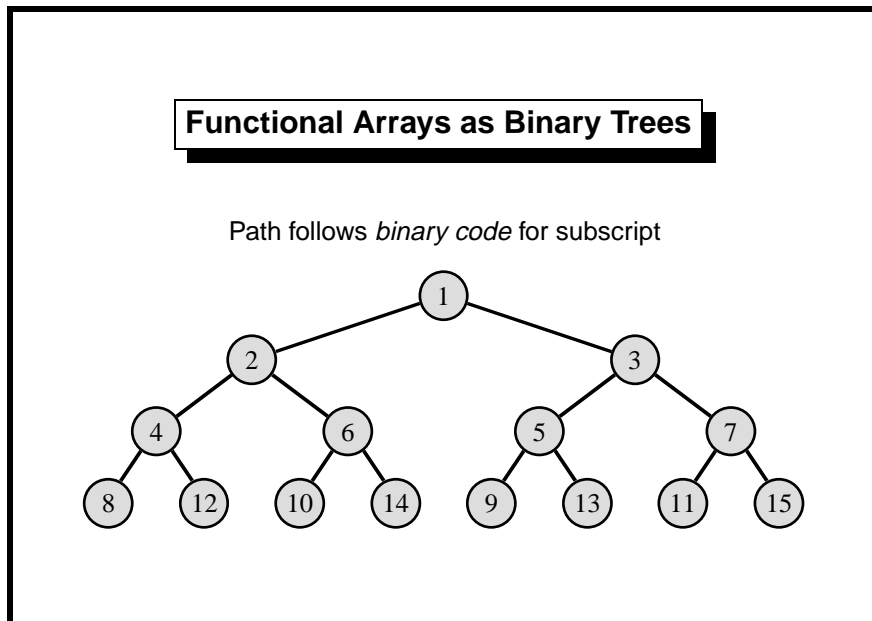 Functional Arrays as Binary Trees
Path follows binary code for subscript
1
2 3
4 6 5 7
8 12 10 14 9 13 11 15